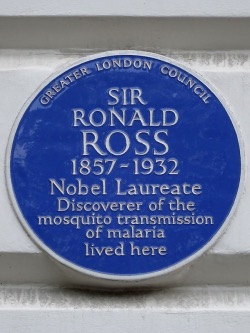 GREATER LONDON COUNCIL
SIR
RONALD
ROSS
1857~1932
Nobel Laureate
Discoverer of the
mosquito transmission
of malaria
lived here